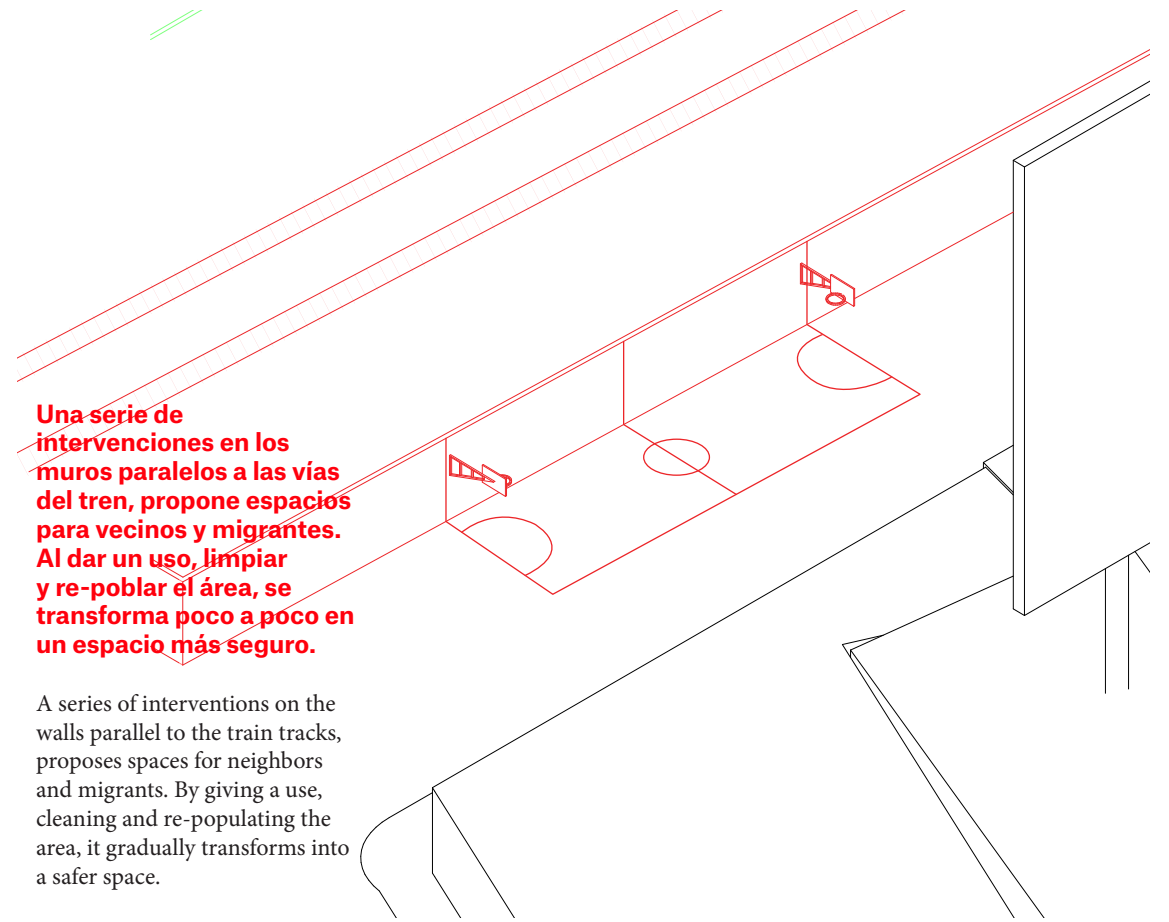 Una serie de
intervenciones en los
muros paralelos a las vías
del tren, propone espacios
para vecinos y migrantes.
Al dar un uso, limpiar
y re-poblar el área, se
transforma poco a poco en
un espacio más seguro.
A series of interventions on the
walls parallel to the train tracks,
proposes spaces for neighbors
and migrants. By giving a use,
cleaning and re-populating the
area, it gradually transforms into
a safer space.